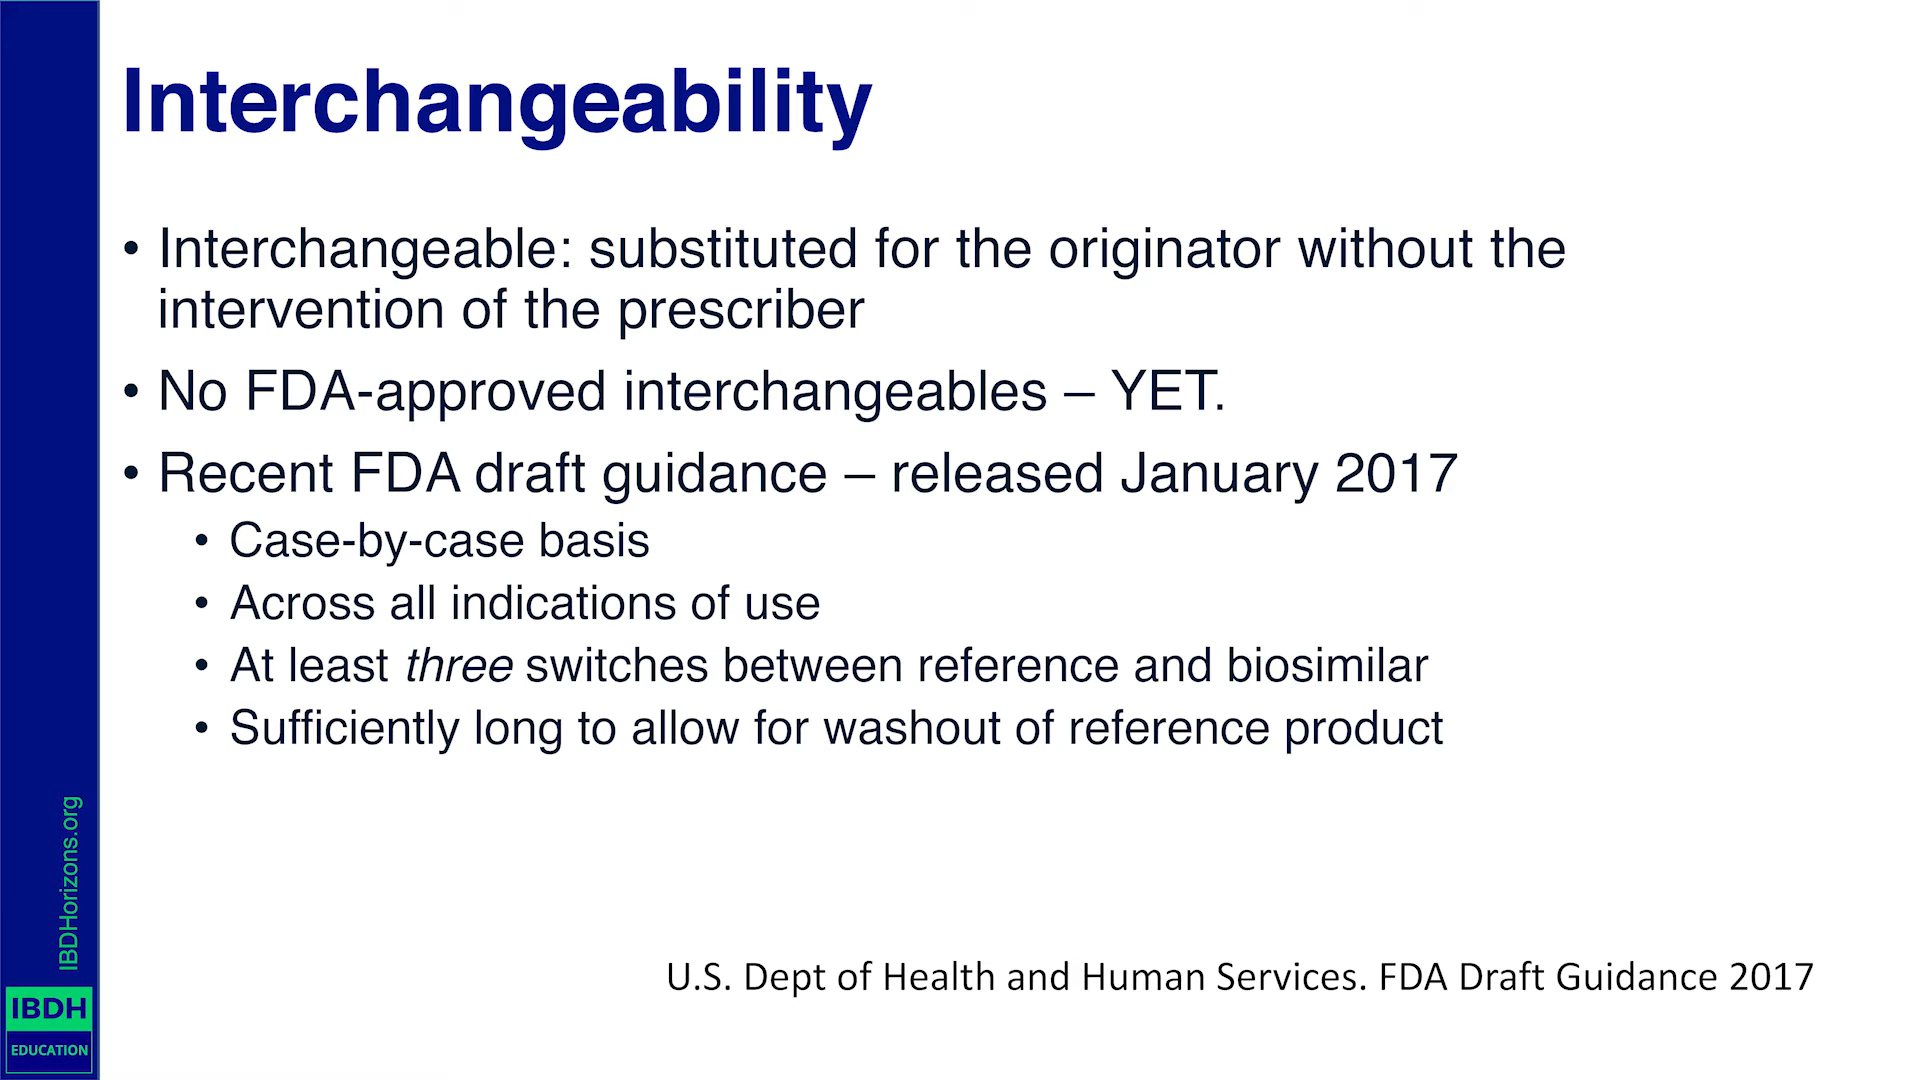 Interchangeability
• Interchangeable: substituted for the originator without the
intervention of the prescriber
• No FDA-approved interchangeables – YET.
• Recent FDA draft guidance – released January 2017
• Case-by-case basis
• Across all indications of use
• At least three switches between reference and biosimilar
• Sufficiently long to allow for washout of reference product
U.S. Dept of Health and Human Services. FDA Draft Guidance 2017
IBDHorizons.org
IBDH
EDUCATION